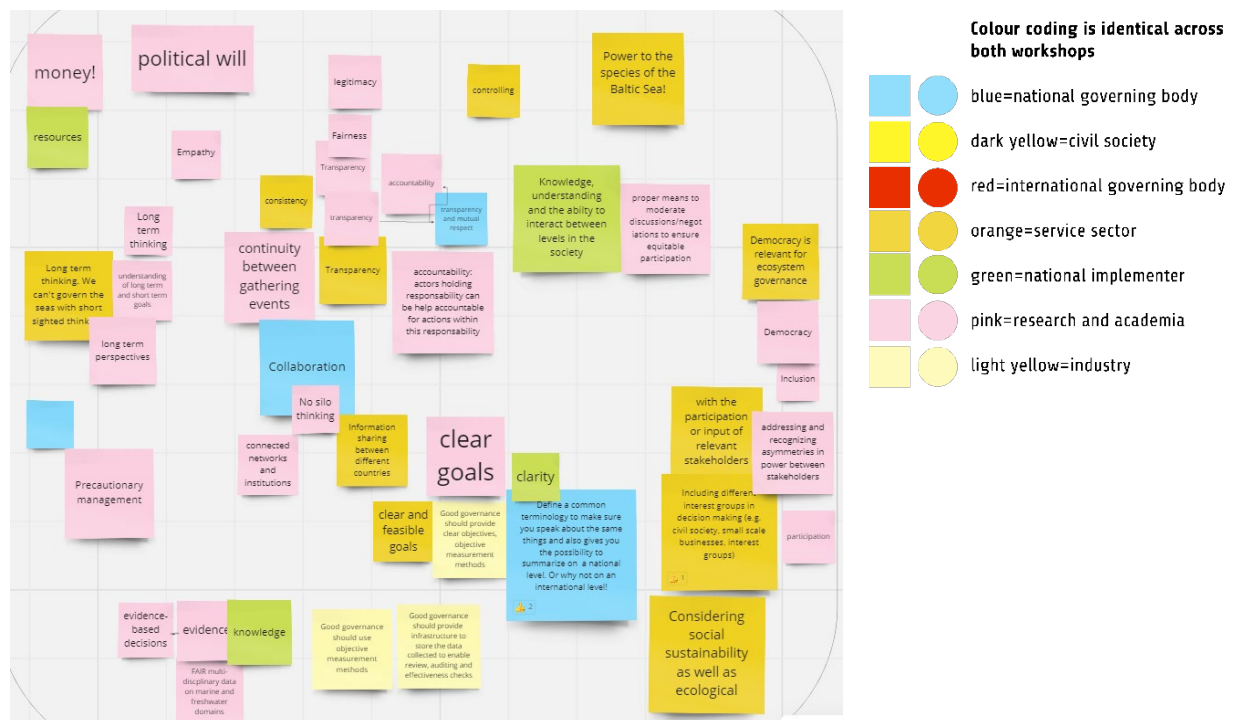 money!
political will
resources
Empathy
legitimacy
Fairness
Transparency
accountability
consistency
transparency
transparency
and mutual
respect
controlling
Power to the
species of the
Baltic Sea!
Knowledge,
understanding
and the abilty to
interact between
levels in the
society
proper means to
moderate
discussions/negot
iations to ensure
equitable
participation
Long
term
thinking
Long term
thinking. We
can't govern the
seas with short
sighted
understanding
of long term
and short term
goals
long term
perspectives
continuity
between
gathering
events
Transparency
accountability:
actors holding
responsability can
be help accountable
for actions within
this responsability
Democracy is
relevant for
ecosystem
governance
Democracy
Inclusion
Collaboration
No silo
thinking
connected
networks
and
institutions
Information
sharing
between
different
countries
Precautionary
management
clear
goals
clarity
clear and
feasible
goals
Good governance
should provide
clear objectives,
objective
measurement
methods
Define a common
terminology to make sure
you speak about the same
things and also gives you
the possibility to
summarize on a national
level. Or why not on an
international level!
2
with the
participation
or input of
relevant
stakeholders
addressing and
recognizing
asymmetries in
power between
stakeholders
Including different
interest groups in
decision making (e.g.
civil society, small scale
businesses, interest
groups)
1
participation
evidence-
based
decisions
evidence
knowledge
FAIR multi-
discplinary data
on marine and
freshwater
domains
Good governance
should use
objective
measurement
methods
Good governance
should provide
infrastructure to
store the data
collected to enable
review, auditing and
effectiveness checks
Considering
social
sustainability
as well as
ecological
Colour coding is identical across
both workshops
blue=national governing body
dark yellow=civil society
red=international governing body
orange=service sector
green=national implementer
pink=research and academia
light yellow=industry